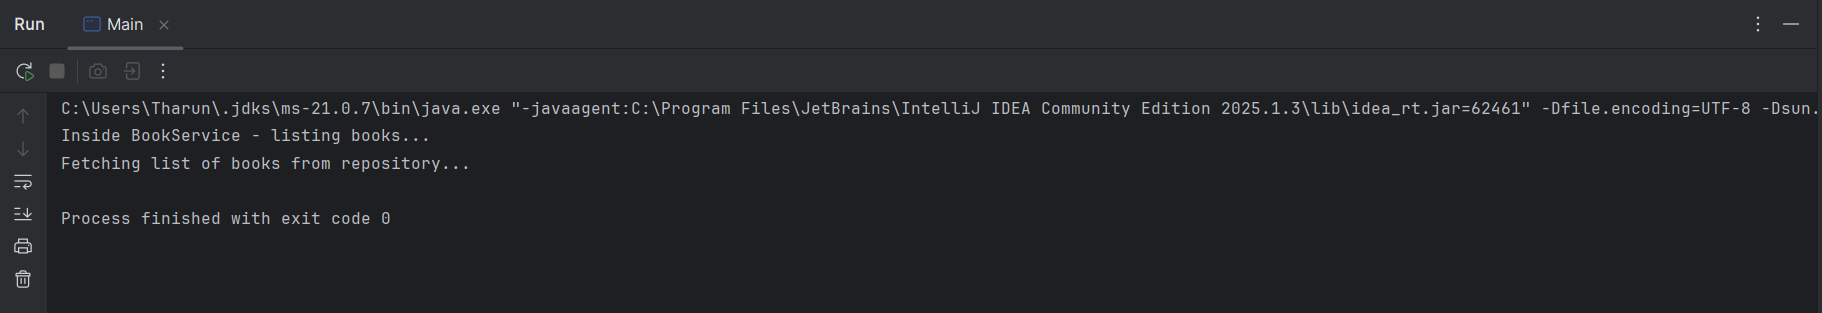 Run Main
C:\Users\Tharun\.jdks\ms-21.0.7\bin\java.exe "-javaagent:C:\Program Files\JetBrains\IntelliJ IDEA Community Edition 2025.1.3\lib\idea_rt.jar=62461" -Dfile.encoding=UTF-8 -Dsun.
Inside BookService - listing books...
Fetching list of books from repository...
Process finished with exit code 0